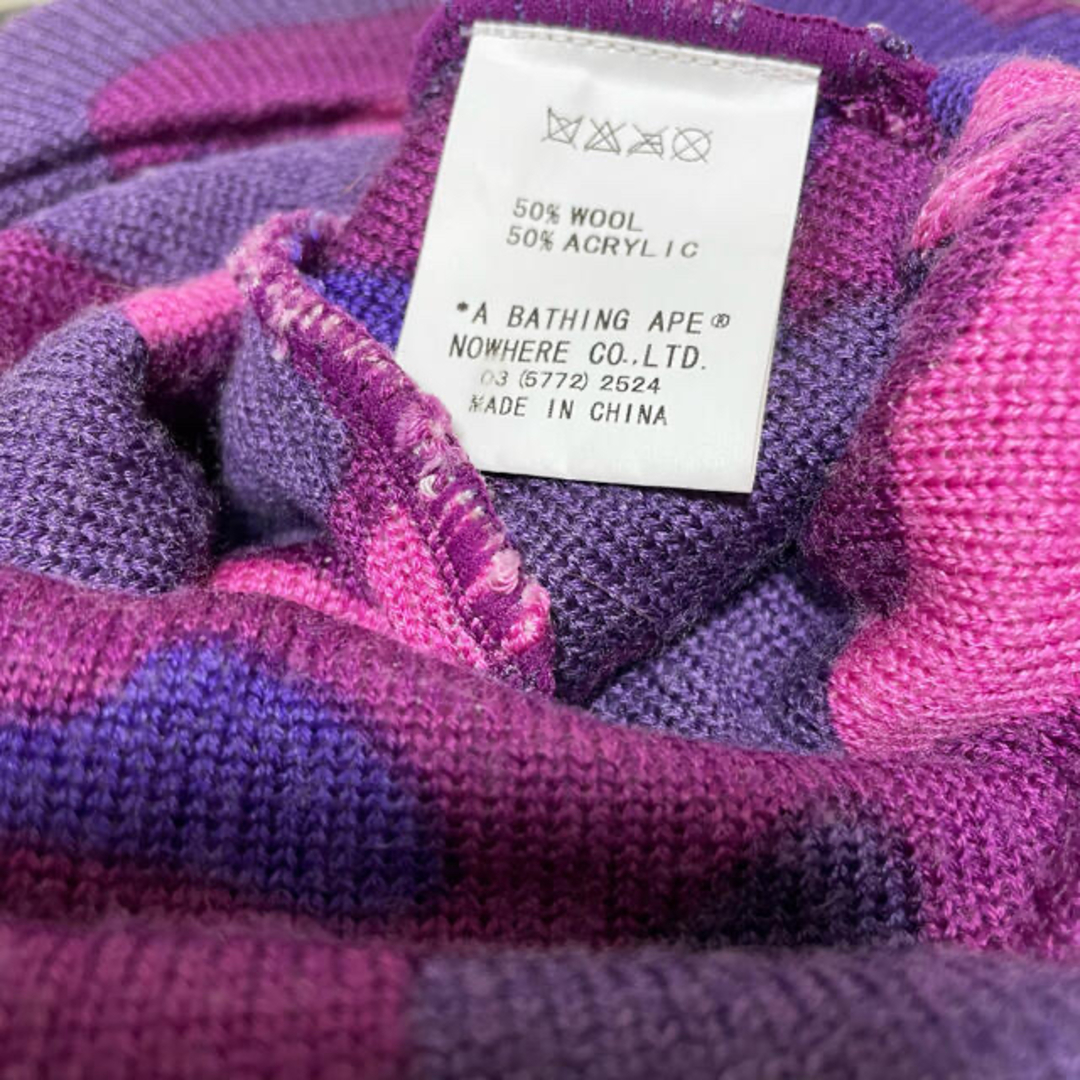 50% WOOL
50% ACRYLIC
*A BATHING APE®
NOWHERE CO.,LTD.
03 (5772) 2524
MADE IN CHINA